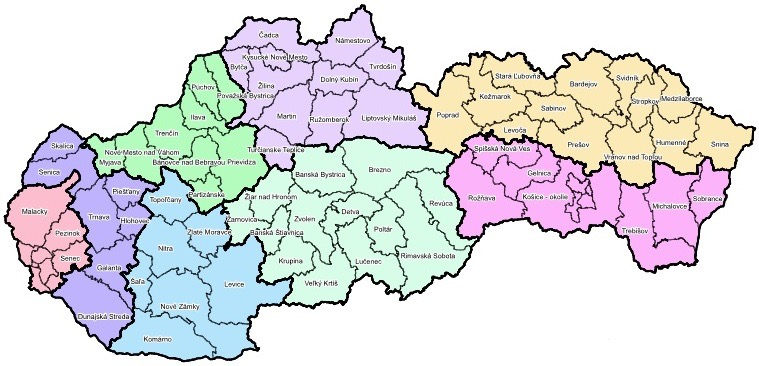 Čadca
Námestovo
Kysucké Nové Mesto
Bytča
Tvrdošín
Žilina
Dolný Kubín
Martin
Ružomberok
Liptovský Mikuláš
Turčianske Teplice
Púchov
Považská Bystrica
Ilava
Trenčín
Nové Mesto nad Váhom
Myjava
Bánovce nad Bebravou
Prievidza
Partizánske
Stará Ľubovňa
Kežmarok
Poprad
Levoča
Sabinov
Bardejov
Svidník
Stropkov
Medzilaborce
Prešov
Humenné
Vranov nad Topľou
Snina
Spišská Nová Ves
Gelnica
Rožňava
Košice - okolie
Trebišov
Michalovce
Sobrance
Banská Bystrica
Brezno
Žiar nad Hronom
Žarnovica
Banská Štiavnica
Zvolen
Detva
Poltár
Revúca
Krupina
Lučenec
Rimavská Sobota
Veľký Krtíš
Skalica
Senica
Piešťany
Trnava
Hlohovec
Galanta
Dunajská Streda
Malacky
Pezinok
Senec
Topoľčany
Nitra
Zlaté Moravce
Šaľa
Levice
Nové Zámky
Komárno